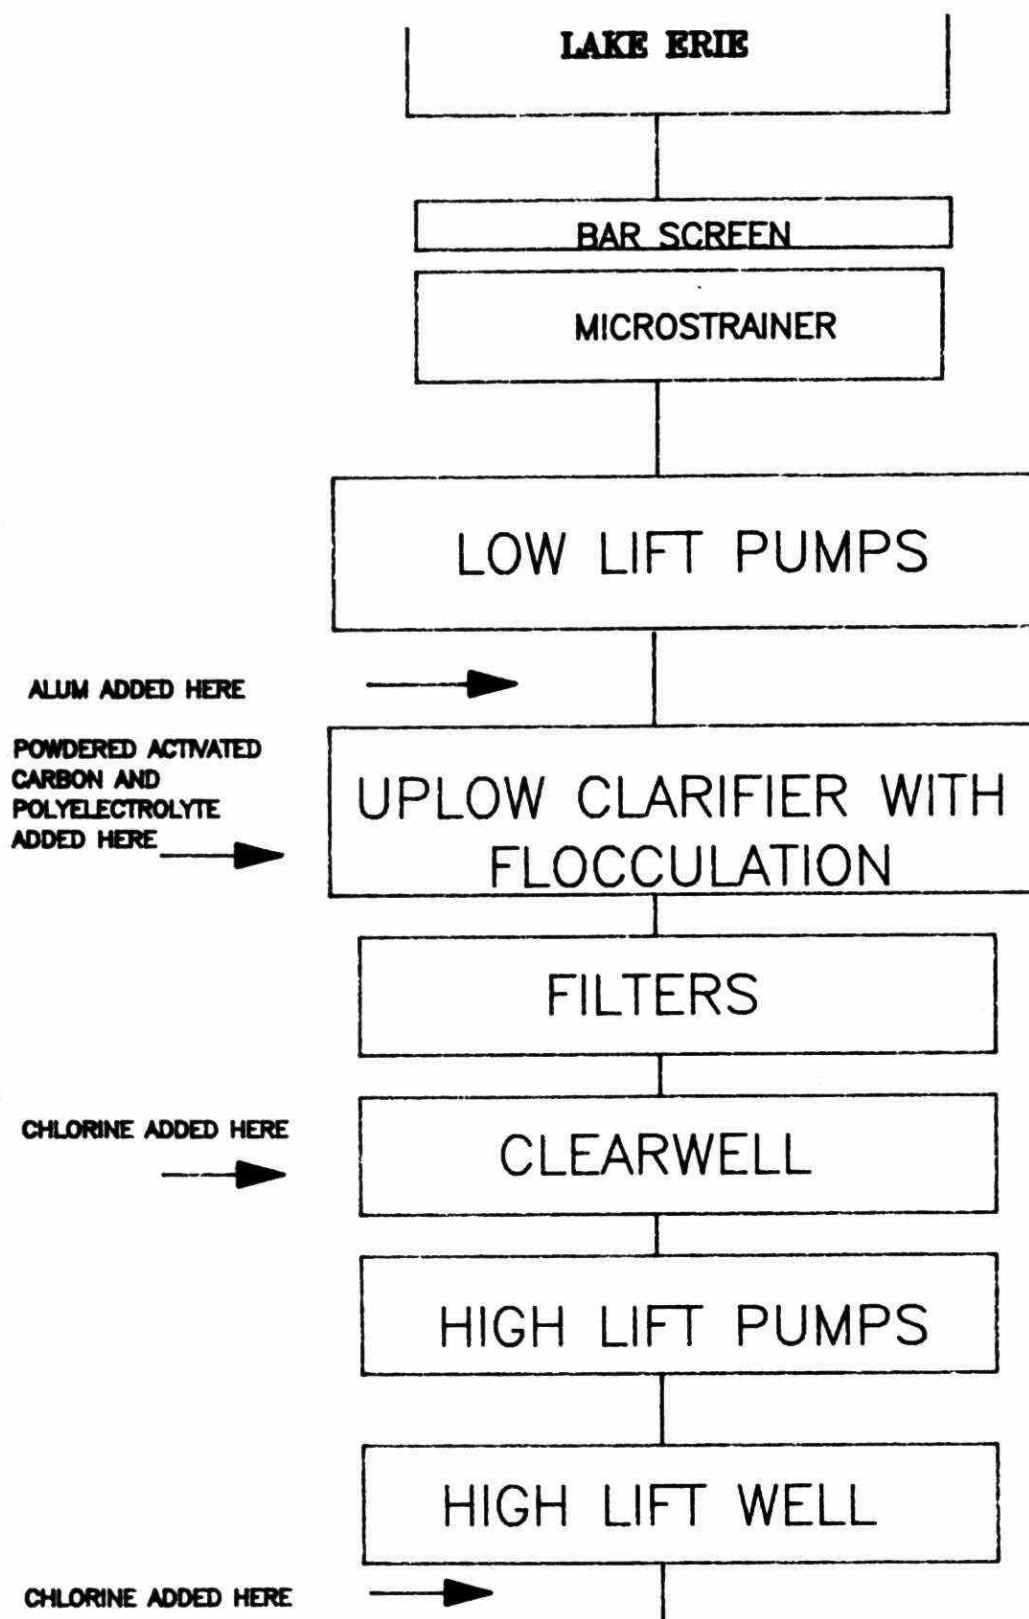 LAKE ERIE
BAR SCREEN
MICROSTRAINER
LOW LIFT PUMPS
ALUM ADDED HERE
POWDERED ACTIVATED
CARBON AND
POLYELECTROLYTE
ADDED HERE
UPLOW CLARIFIER WITH
FLOCCULATION
FILTERS
CHLORINE ADDED HERE
CLEARWELL
HIGH LIFT PUMPS
HIGH LIFT WELL
CHLORINE ADDED HERE